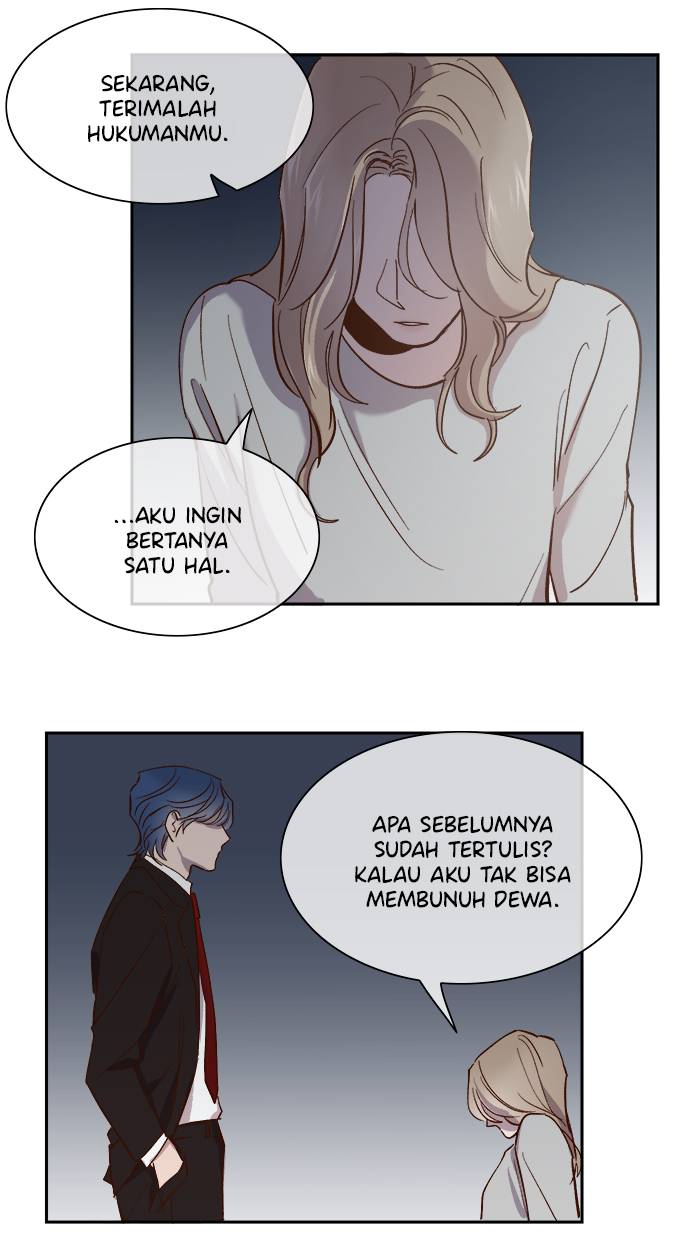 SEKARANG,
TERIMALAH
HUKUMANMU.
...AKU INGIN
BERTANYA
SATU HAL.
APA SEBELUMNYA
SUDAH TERTULIS?
KALAU AKU TAK BISA
MEMBUNUH DEWA.